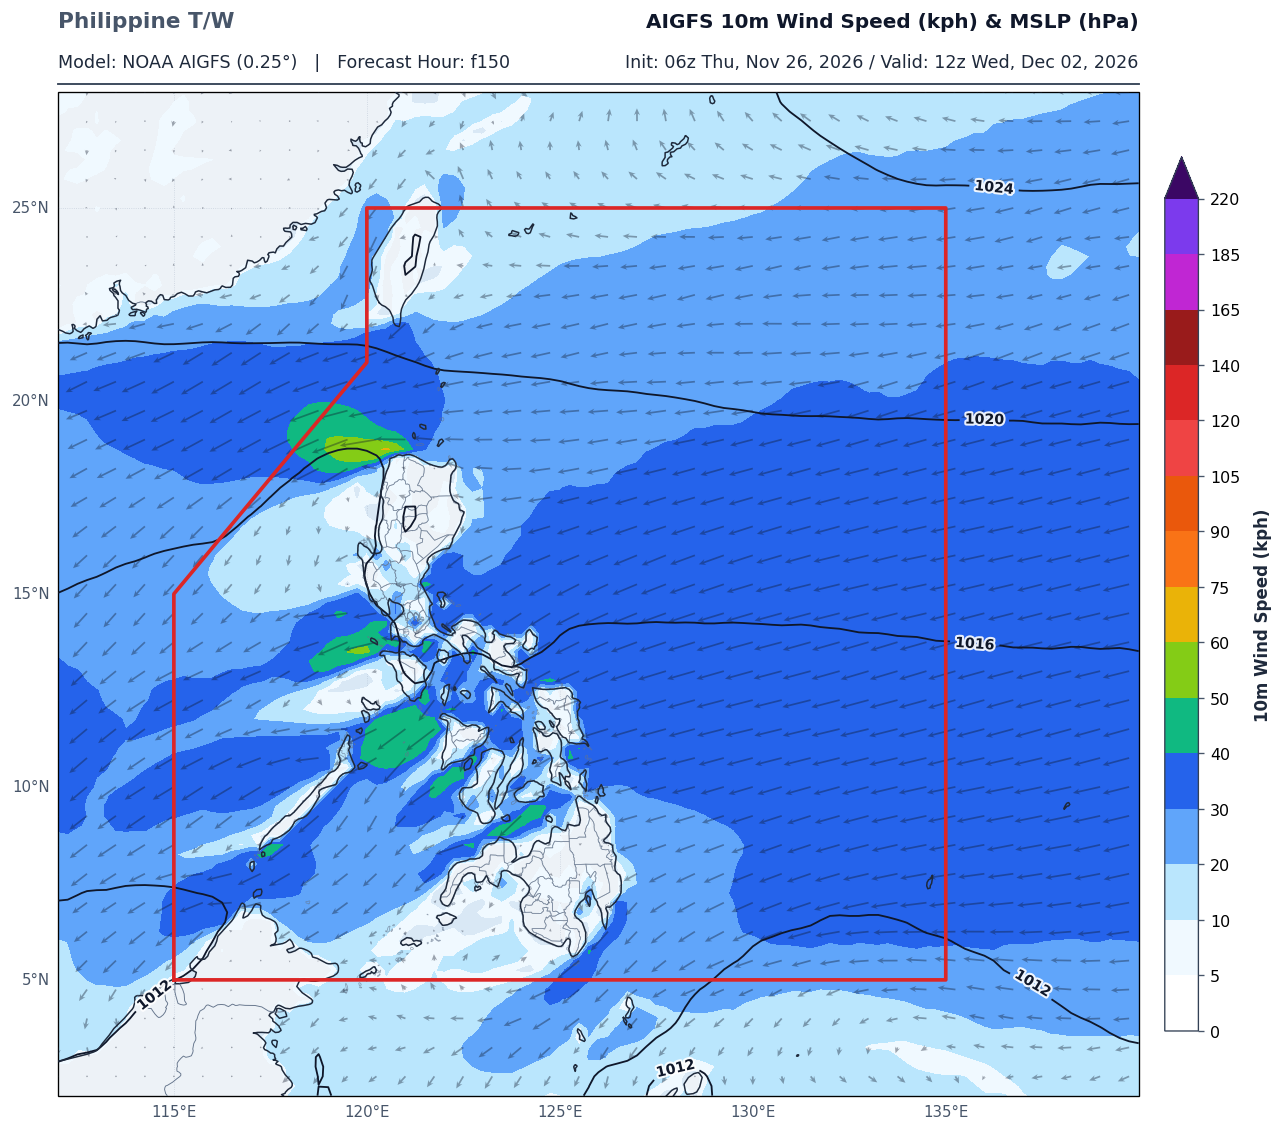 Philippine T/W
AIGFS 10m Wind Speed (kph) & MSLP (hPa)
Model: NOAA AIGFS (0.25°) | Forecast Hour: f150
Init: 06z Thu, Nov 26, 2026 / Valid: 12z Wed, Dec 02, 2026
1024
1020
1016
1012
1012
1012
25°N
20°N
15°N
10°N
5°N
115°E
120°E
125°E
130°E
135°E
220
185
165
140
120
105
90
75
60
50
40
30
20
10
5
0
10m Wind Speed (kph)